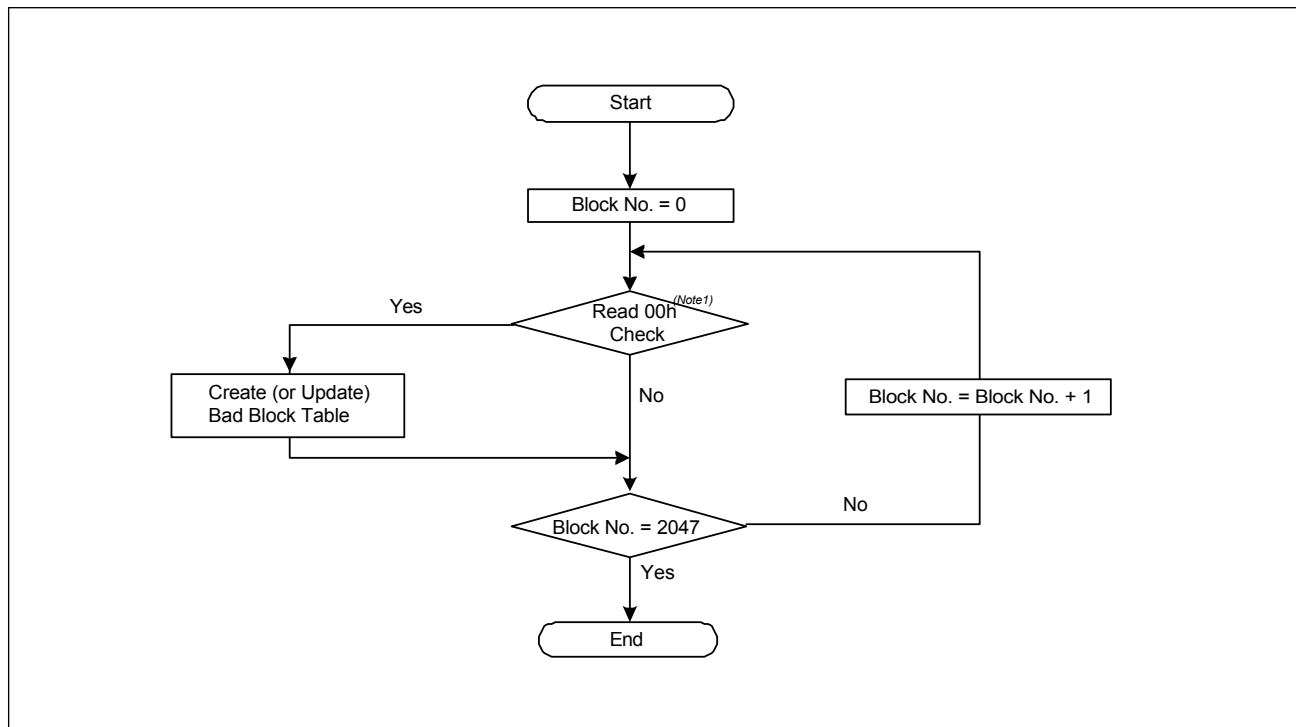 Start
Block No. = 0
Yes
Read 00h(Note1)
Check
Create (or Update)
Bad Block Table
No
Block No. = Block No. + 1
Block No. = 2047
No
Yes
End